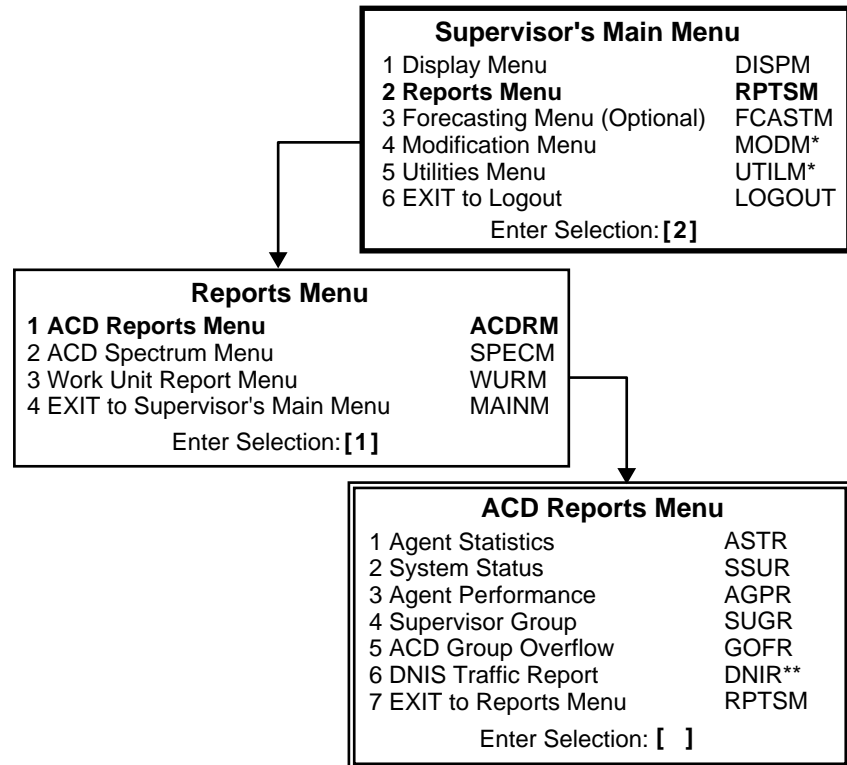 Supervisor's Main Menu
1 Display Menu DISPM
2 Reports Menu RPTSM
3 Forecasting Menu (Optional) FCASTM
4 Modification Menu MODM*
5 Utilities Menu UTILM*
6 EXIT to Logout LOGOUT
Enter Selection: [2]
Reports Menu
1 ACD Reports Menu ACDRM
2 ACD Spectrum Menu SPECM
3 Work Unit Report Menu WURM
4 EXIT to Supervisor's Main Menu MAINM
Enter Selection: [1]
ACD Reports Menu
1 Agent Statistics ASTR
2 System Status SSUR
3 Agent Performance AGPR
4 Supervisor Group SUGR
5 ACD Group Overflow GOFR
6 DNIS Traffic Report DNIR**
7 EXIT to Reports Menu RPTSM
Enter Selection: [ ]